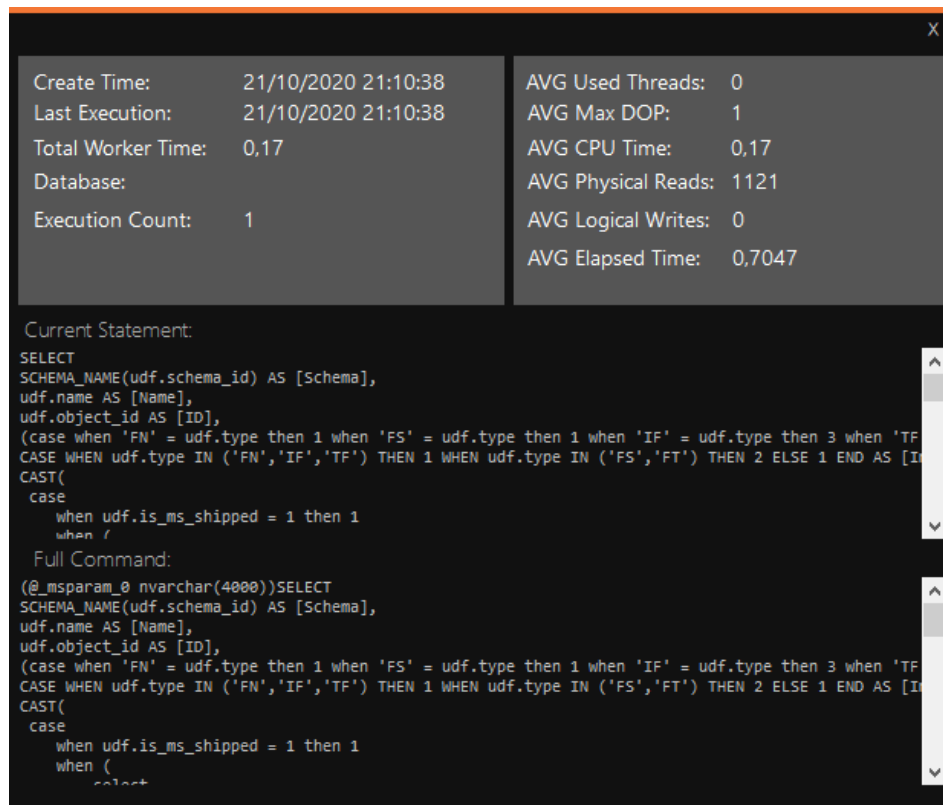 X
Create Time: 21/10/2020 21:10:38
Last Execution: 21/10/2020 21:10:38
Total Worker Time: 0,17
Database:
Execution Count: 1
AVG Used Threads: 0
AVG Max DOP: 1
AVG CPU Time: 0,17
AVG Physical Reads: 1121
AVG Logical Writes: 0
AVG Elapsed Time: 0,7047
Current Statement:
SELECT
SCHEMA_NAME(udf.schema_id) AS [Schema],
udf.name AS [Name],
udf.object_id AS [ID],
(case when 'FN' = udf.type then 1 when 'FS' = udf.type then 1 when 'IF' = udf.type then 3 when 'TF
CASE WHEN udf.type IN ('FN','IF','TF') THEN 1 WHEN udf.type IN ('FS','FT') THEN 2 ELSE 1 END AS [I
CAST(
case
when udf.is_ms_shipped = 1 then 1
when (
Full Command:
(@_msparam_0 nvarchar(4000))SELECT
SCHEMA_NAME(udf.schema_id) AS [Schema],
udf.name AS [Name],
udf.object_id AS [ID],
(case when 'FN' = udf.type then 1 when 'FS' = udf.type then 1 when 'IF' = udf.type then 3 when 'TF
CASE WHEN udf.type IN ('FN','IF','TF') THEN 1 WHEN udf.type IN ('FS','FT') THEN 2 ELSE 1 END AS [I
CAST(
case
when udf.is_ms_shipped = 1 then 1
when (
select